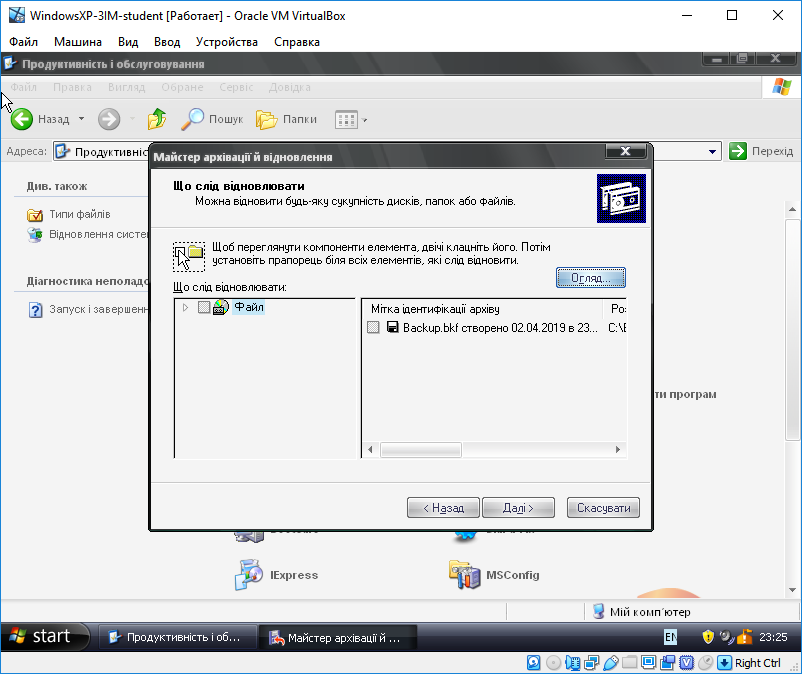 WindowsXP-3IM-student [Работает] - Oracle VM VirtualBox
Файл Машина Вид Ввод Устройства Справка
Продуктивність і обслуговування
Файл Правка Вигляд Обране Сервіс Довідка
Назад Пошук Папки
Адреса: Продуктивніс Перехід
Майстер архівації й відновлення
Див. також
Типи файлів
Відновлення систе
Діагностика неполадо
Запуск і завершенн
Що слід відновлювати
Можна відновити будь-яку сукупність дисків, папок або файлів.
Щоб переглянути компоненти елемента, двічі клацніть його. Потім
установіть прапорець біля всіх елементів, які слід відновити.
Огляд...
Що слід відновлювати:
Файл
Мітка ідентифікації архіву Роз
Backup.bkf створено 02.04.2019 в 23... C:\E
ти програм
< Назад Далі > Скасувати
IExpress MSConfig
Мій комп'ютер
start Продуктивність і об... Майстер архівації й ... EN 23:25
Right Ctrl